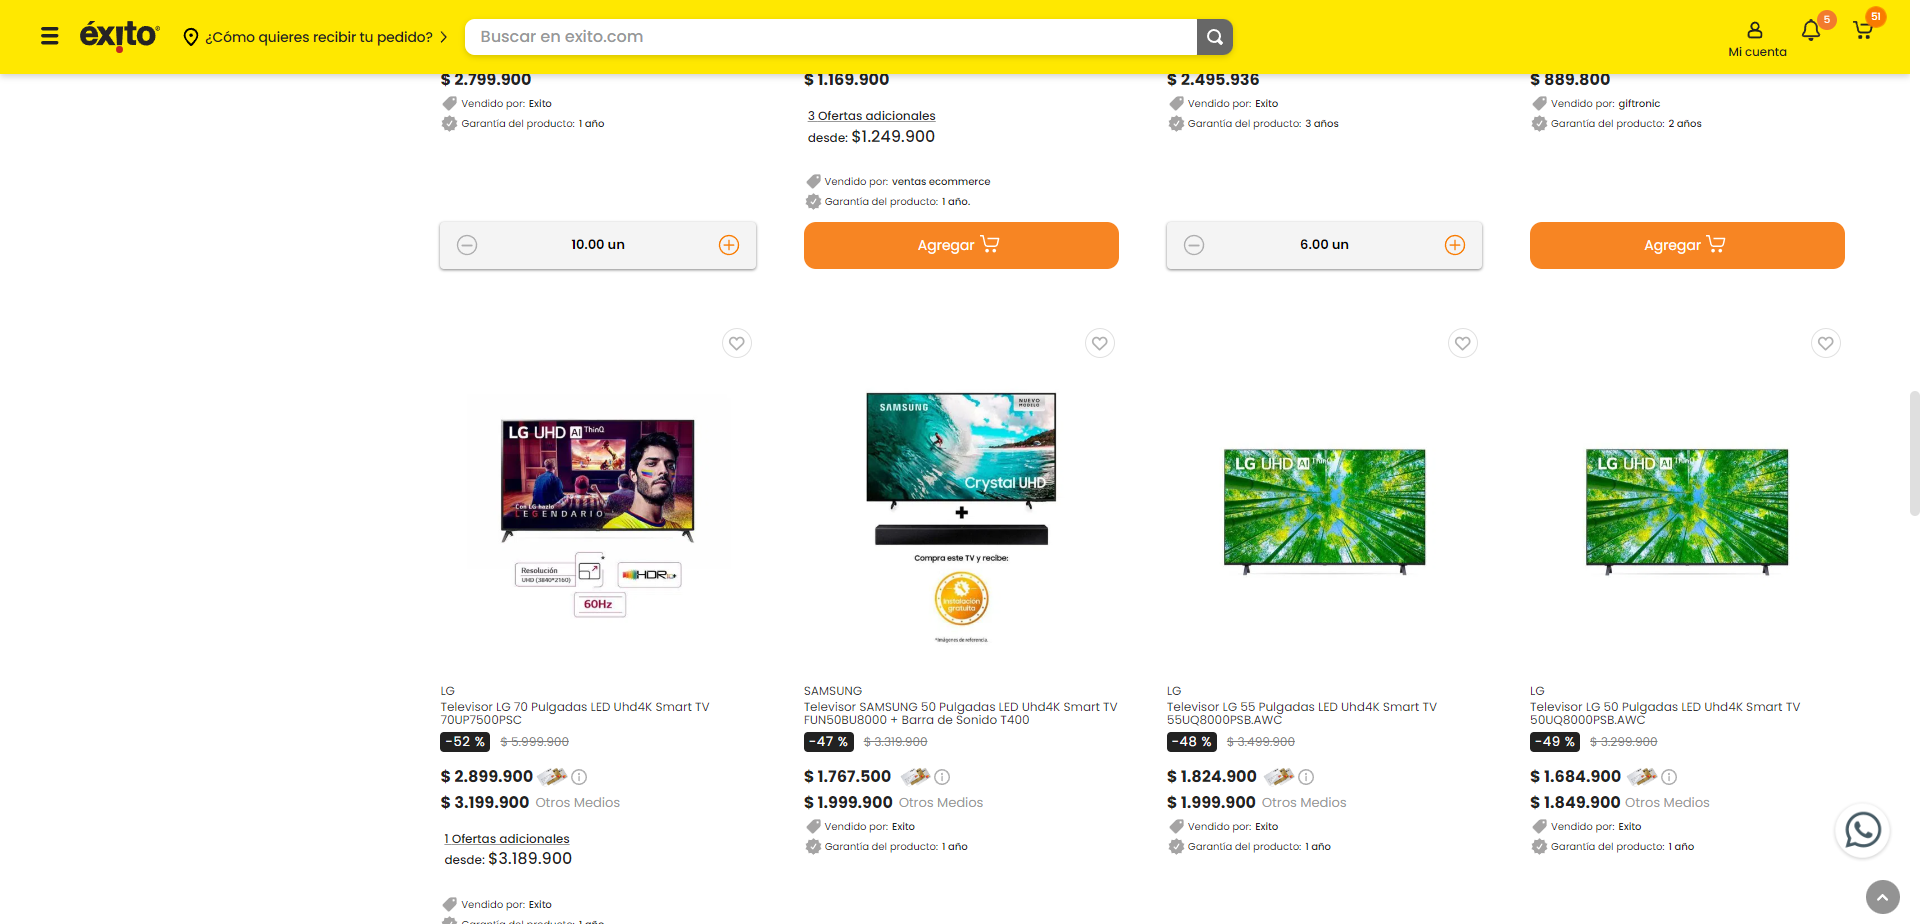 éxito
¿Cómo quieres recibir tu pedido?
Buscar en exito.com
Mi cuenta
5
51
$ 2.799.900
Vendido por: Exito
Garantía del producto: 1 año
10.00 un
$ 1.169.900
3 Ofertas adicionales
desde: $1.249.900
Vendido por: ventas ecommerce
Garantía del producto: 1 año.
Agregar
$ 2.495.936
Vendido por: Exito
Garantía del producto: 3 años
6.00 un
$ 889.800
Vendido por: giftronic
Garantía del producto: 2 años
Agregar
LG UHD AI ThinQ
Con LG hazlo
LEGENDARIO
Resolución
UHD (3840*2160)
HDR10+
60Hz
LG
Televisor LG 70 Pulgadas LED Uhd4K Smart TV
70UP7500PSC
-52 % $ 5.999.900
$ 2.899.900
$ 3.199.900 Otros Medios
1 Ofertas adicionales
desde: $3.189.900
Vendido por: Exito
Garantía del producto: 1 año
SAMSUNG
NUEVO
MODELO
Crystal UHD
+
Compra este TV y recibe:
Instalación
gratuita
*Imágenes de referencia.
SAMSUNG
Televisor SAMSUNG 50 Pulgadas LED Uhd4K Smart TV
FUN50BU8000 + Barra de Sonido T400
-47 % $ 3.319.900
$ 1.767.500
$ 1.999.900 Otros Medios
Vendido por: Exito
Garantía del producto: 1 año
LG UHD AI ThinQ
LG
Televisor LG 55 Pulgadas LED Uhd4K Smart TV
55UQ8000PSB.AWC
-48 % $ 3.499.900
$ 1.824.900
$ 1.999.900 Otros Medios
Vendido por: Exito
Garantía del producto: 1 año
LG UHD AI ThinQ
LG
Televisor LG 50 Pulgadas LED Uhd4K Smart TV
50UQ8000PSB.AWC
-49 % $ 3.299.900
$ 1.684.900
$ 1.849.900 Otros Medios
Vendido por: Exito
Garantía del producto: 1 año